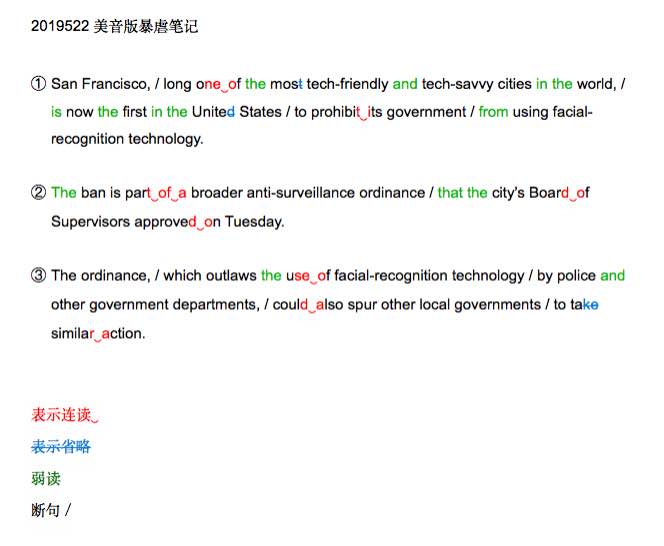 2019522 美音版暴虐笔记
① San Francisco, / long one‿of the most tech-friendly and tech-savvy cities in the world, /
is now the first in the United States / to prohibit‿its government / from using facial-
recognition technology.
② The ban is part‿of‿a broader anti-surveillance ordinance / that the city's Board‿of
Supervisors approved‿on Tuesday.
③ The ordinance, / which outlaws the use‿of facial-recognition technology / by police and
other government departments, / could‿also spur other local governments / to take
similar‿action.
表示连读‿
表示省略
弱读
断句 /